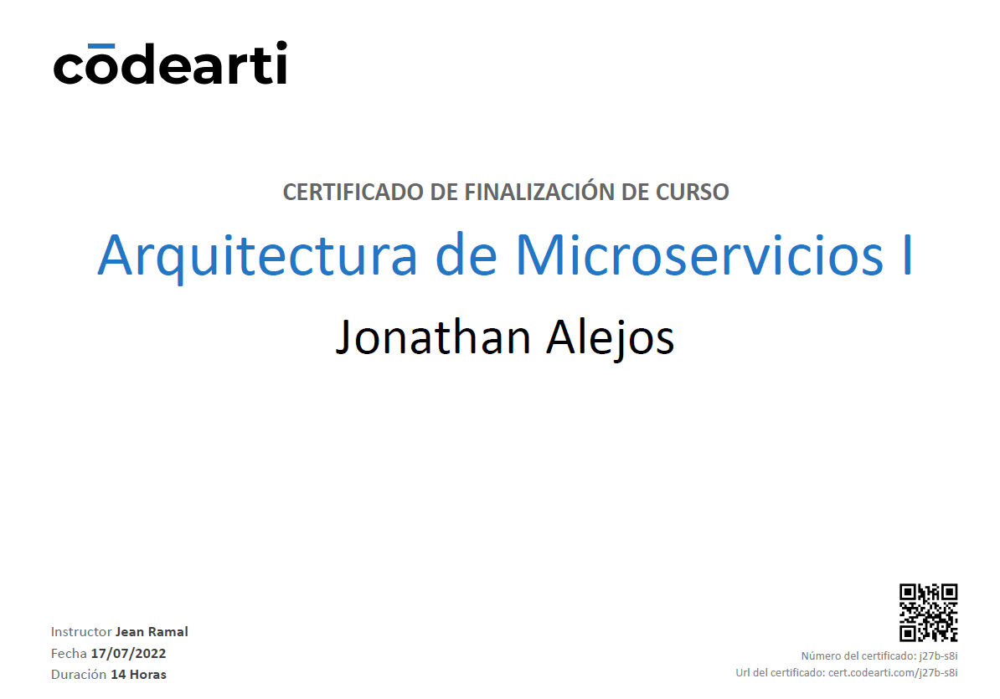 cōdearti
CERTIFICADO DE FINALIZACIÓN DE CURSO
Arquitectura de Microservicios I
Jonathan Alejos
Instructor Jean Ramal
Fecha 17/07/2022
Duración 14 Horas
Número del certificado: j27b-s8i
Url del certificado: cert.codearti.com/j27b-s8i